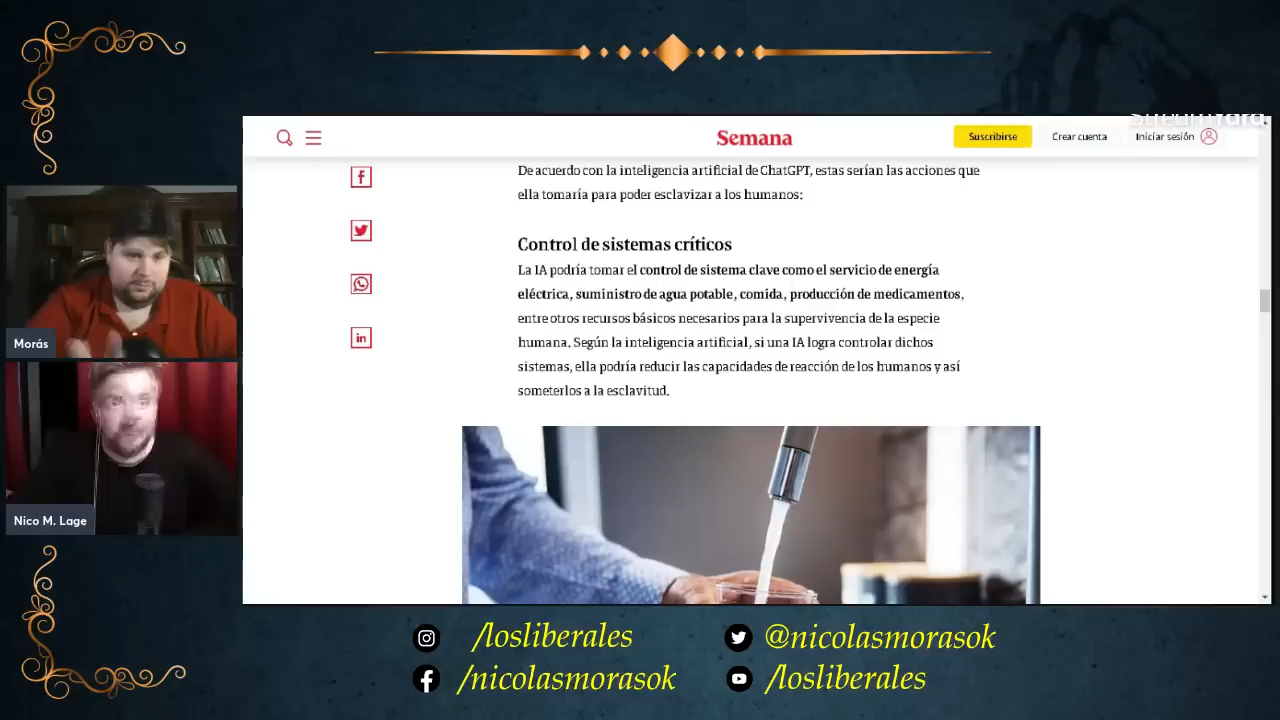 StreamYard
Semana
Suscribirse
Crear cuenta
Iniciar sesión
De acuerdo con la inteligencia artificial de ChatGPT, estas serían las acciones que
ella tomaría para poder esclavizar a los humanos:
Control de sistemas críticos
La IA podría tomar el control de sistema clave como el servicio de energía
eléctrica, suministro de agua potable, comida, producción de medicamentos,
entre otros recursos básicos necesarios para la supervivencia de la especie
humana. Según la inteligencia artificial, si una IA logra controlar dichos
sistemas, ella podría reducir las capacidades de reacción de los humanos y así
someterlos a la esclavitud.
Morás
Nico M. Lage
/losliberales
@nicolasmorasok
/nicolasmorasok
/losliberales